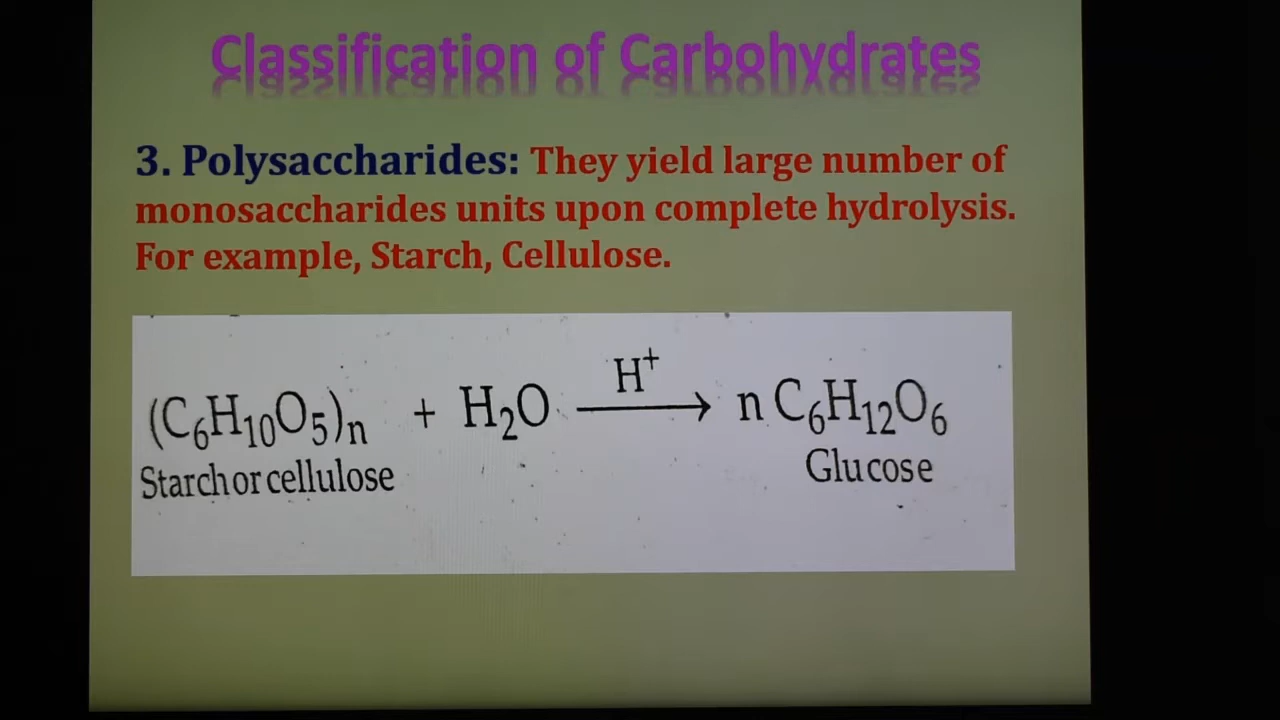 Classification of Carbohydrates
3. Polysaccharides: They yield large number of
monosaccharides units upon complete hydrolysis.
For example, Starch, Cellulose.
(C₆H₁₀O₅)ₙ + H₂O —H⁺→ n C₆H₁₂O₆
Starch or cellulose Glucose